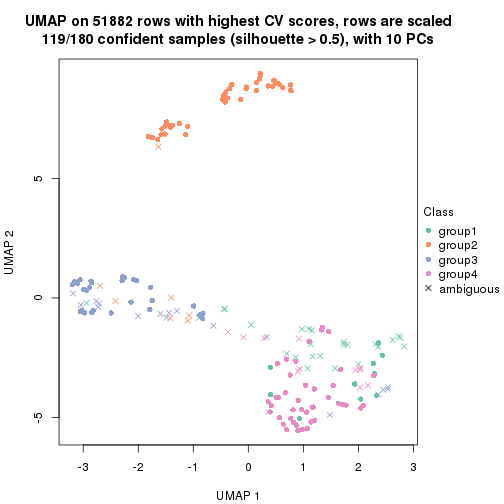 UMAP on 51882 rows with highest CV scores, rows are scaled
119/180 confident samples (silhouette > 0.5), with 10 PCs
5
0
-5
UMAP 2
-3
-2
-1
0
1
2
3
UMAP 1
Class
group1
group2
group3
group4
ambiguous